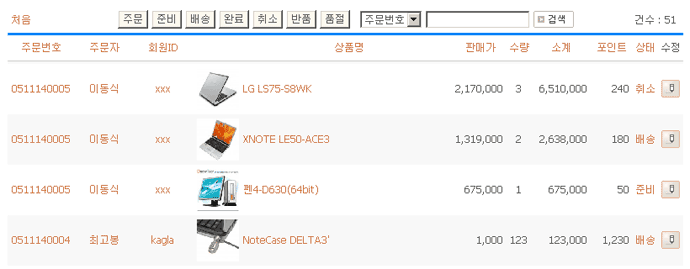 처음 주문 준비 배송 완료 취소 반품 품절 주문번호 검색 건수 : 51
주문번호 주문자 회원ID 상품명 판매가 수량 소계 포인트 상태 수정
0511140005 이동식 xxx LG LS75-S8WK 2,170,000 3 6,510,000 240 취소
0511140005 이동식 xxx XNOTE LE50-ACE3 1,319,000 2 2,638,000 180 배송
0511140005 이동식 xxx 펜4-D630(64bit) 675,000 1 675,000 50 준비
0511140004 최고봉 kagla NoteCase DELTA3' 1,000 123 123,000 1,230 배송